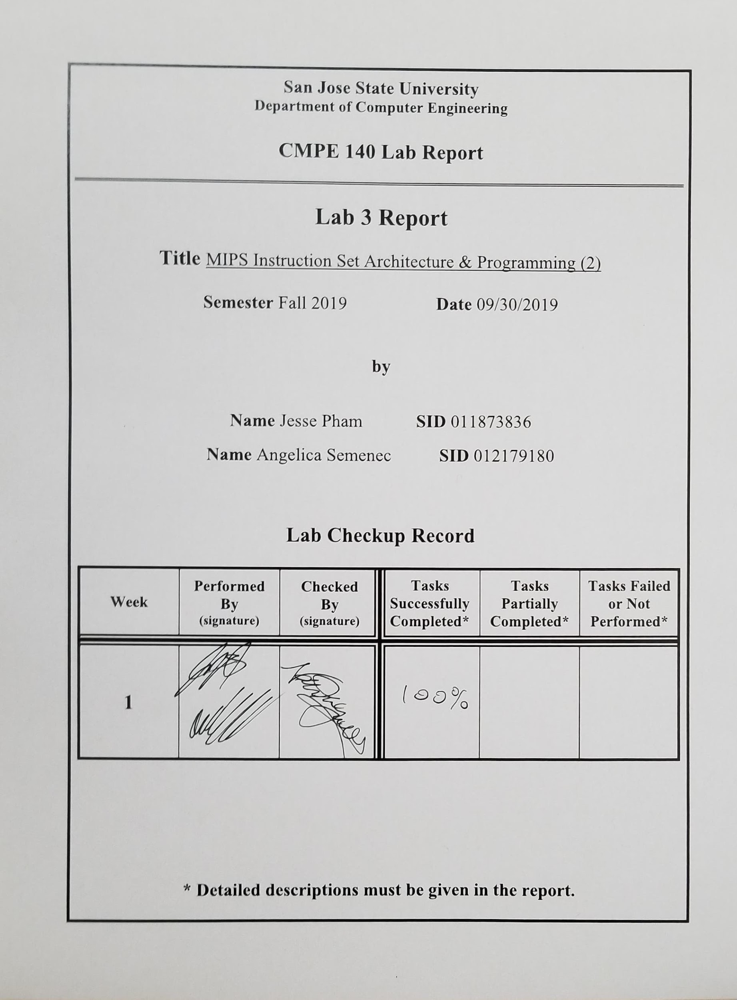 San Jose State University
Department of Computer Engineering
CMPE 140 Lab Report
Lab 3 Report
Title MIPS Instruction Set Architecture & Programming (2)
Semester Fall 2019 Date 09/30/2019
by
Name Jesse Pham SID 011873836
Name Angelica Semenec SID 012179180
Lab Checkup Record
Week
Performed
By
(signature)
Checked
By
(signature)
Tasks
Successfully
Completed*
Tasks
Partially
Completed*
Tasks Failed
or Not
Performed*
1
100%
* Detailed descriptions must be given in the report.